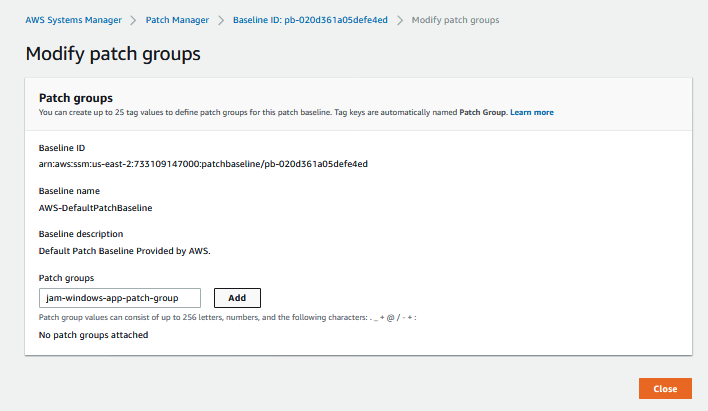 AWS Systems Manager > Patch Manager > Baseline ID: pb-020d361a05defe4ed > Modify patch groups
Modify patch groups
Patch groups
You can create up to 25 tag values to define patch groups for this patch baseline. Tag keys are automatically named Patch Group. Learn more
Baseline ID
arn:aws:ssm:us-east-2:733109147000:patchbaseline/pb-020d361a05defe4ed
Baseline name
AWS-DefaultPatchBaseline
Baseline description
Default Patch Baseline Provided by AWS.
Patch groups
jam-windows-app-patch-group Add
Patch group values can consist of up to 256 letters, numbers, and the following characters: . _ + @ / - + :
No patch groups attached
Close